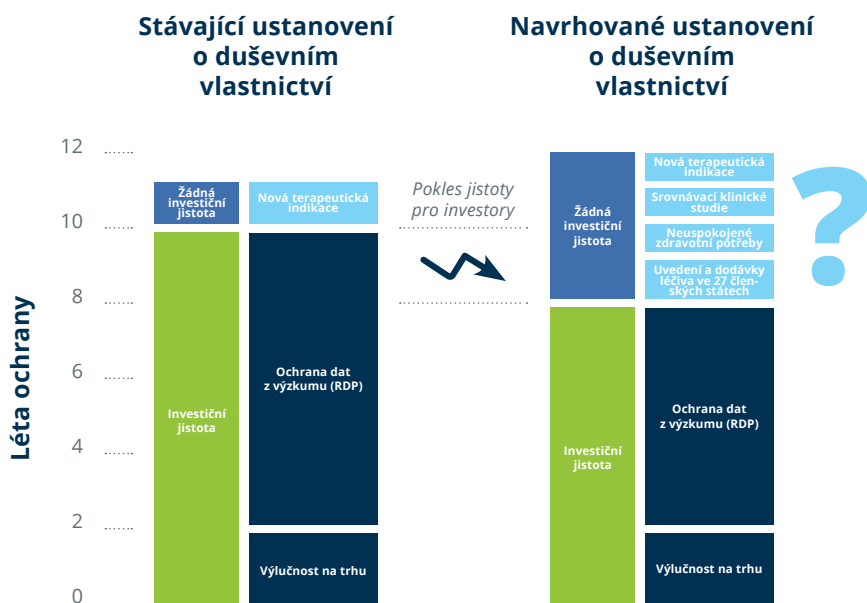 Stávající ustanovení
o duševním
vlastnictví
Navrhované ustanovení
o duševním
vlastnictví
Léta ochrany
12
10
8
6
4
2
0
Žádná
investiční
jistota
Nová terapeutická
indikace
Investiční
jistota
Ochrana dat
z výzkumu (RDP)
Výlučnost na trhu
Pokles jistoty
pro investory
Žádná
investiční
jistota
Nová terapeutická
indikace
Srovnávací klinické
studie
Neuspokojené
zdravotní potřeby
Uvedení a dodávky
léčiva ve 27 člen-
ských státech
?
Investiční
jistota
Ochrana dat
z výzkumu (RDP)
Výlučnost na trhu